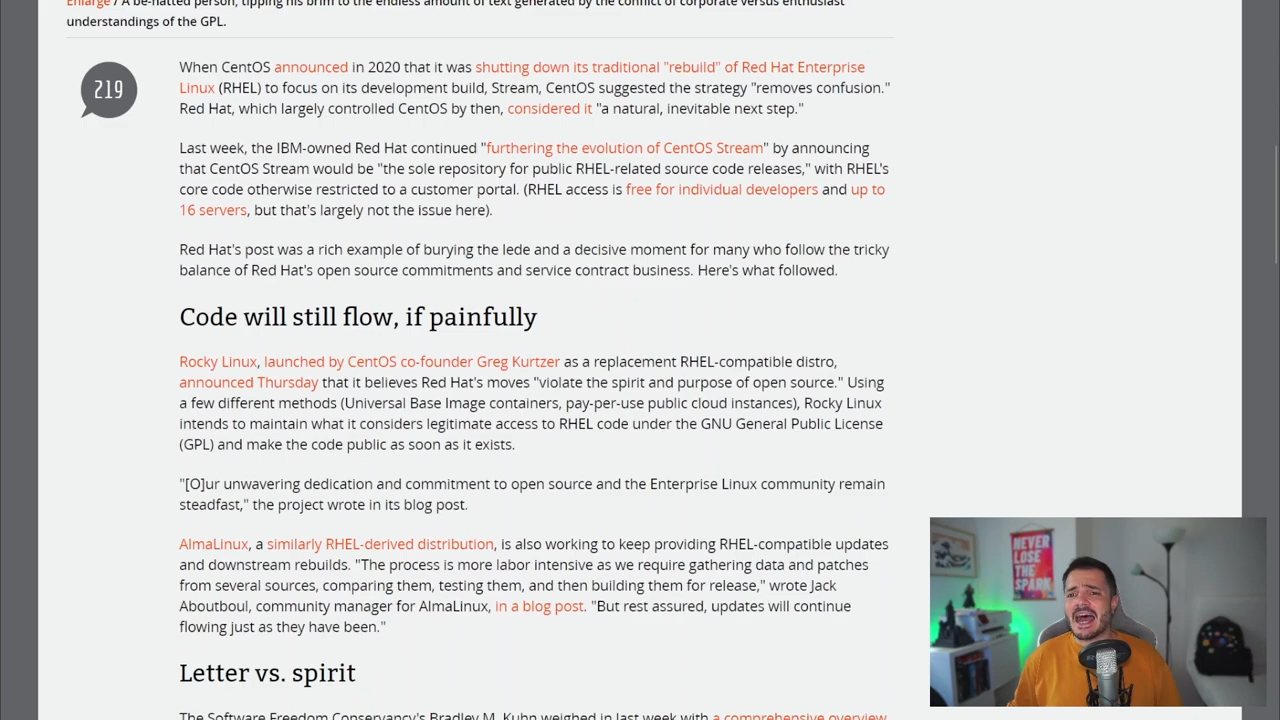 Enlarge / A be-hatted person, tipping his brim to the endless amount of text generated by the conflict of corporate versus enthusiast
understandings of the GPL.
219
When CentOS announced in 2020 that it was shutting down its traditional "rebuild" of Red Hat Enterprise
Linux (RHEL) to focus on its development build, Stream, CentOS suggested the strategy "removes confusion."
Red Hat, which largely controlled CentOS by then, considered it "a natural, inevitable next step."
Last week, the IBM-owned Red Hat continued "furthering the evolution of CentOS Stream" by announcing
that CentOS Stream would be "the sole repository for public RHEL-related source code releases," with RHEL's
core code otherwise restricted to a customer portal. (RHEL access is free for individual developers and up to
16 servers, but that's largely not the issue here).
Red Hat's post was a rich example of burying the lede and a decisive moment for many who follow the tricky
balance of Red Hat's open source commitments and service contract business. Here's what followed.
Code will still flow, if painfully
Rocky Linux, launched by CentOS co-founder Greg Kurtzer as a replacement RHEL-compatible distro,
announced Thursday that it believes Red Hat's moves "violate the spirit and purpose of open source." Using
a few different methods (Universal Base Image containers, pay-per-use public cloud instances), Rocky Linux
intends to maintain what it considers legitimate access to RHEL code under the GNU General Public License
(GPL) and make the code public as soon as it exists.
"[O]ur unwavering dedication and commitment to open source and the Enterprise Linux community remain
steadfast," the project wrote in its blog post.
AlmaLinux, a similarly RHEL-derived distribution, is also working to keep providing RHEL-compatible updates
and downstream rebuilds. "The process is more labor intensive as we require gathering data and patches
from several sources, comparing them, testing them, and then building them for release," wrote Jack
Aboutboul, community manager for AlmaLinux, in a blog post. "But rest assured, updates will continue
flowing just as they have been."
NEVER
LOSE
THE
SPARK
Letter vs. spirit
The Software Freedom Conservancy's Bradley M. Kuhn weighed in last week with a comprehensive overview